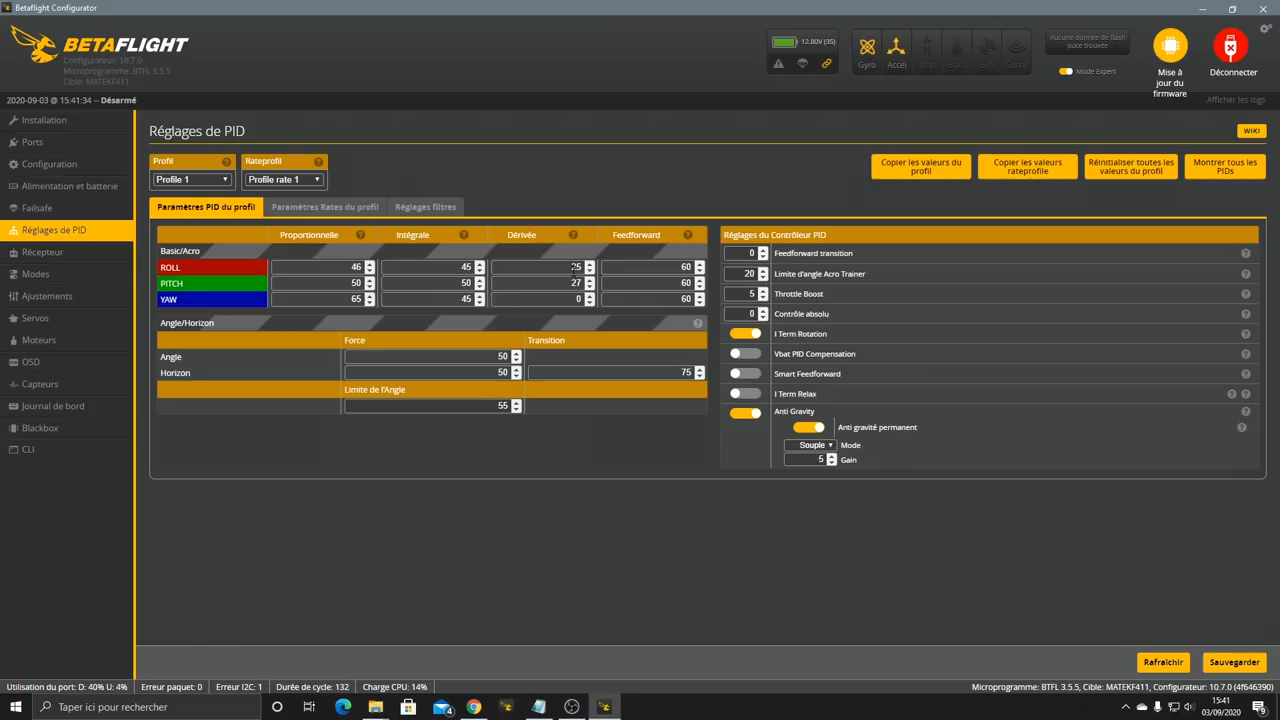 Betaflight Configurator
BETAFLIGHT
Configurateur: 10.7.0
Microprogramme: BTFL 3.5.5
Cible: MATEKF411
12.80V (3S)
Gyro
Accel
Mag
Baro
GPS
Sonar
Aucune donnée de flash
puce trouvée
Mode Expert
Mise à
jour du
firmware
Déconnecter
2020-09-03 @ 15:41:34 -- Désarmé
Afficher les logs
Installation
Ports
Configuration
Alimentation et batterie
Failsafe
Réglages de PID
Récepteur
Modes
Ajustements
Servos
Moteurs
OSD
Capteurs
Journal de bord
Blackbox
CLI
Réglages de PID
WIKI
Profil
Rateprofil
Profile 1
Profile rate 1
Copier les valeurs du
profil
Copier les valeurs
rateprofile
Réinitialiser toutes les
valeurs du profil
Montrer tous les
PIDs
Paramètres PID du profil
Paramètres Rates du profil
Réglages filtres
Proportionnelle
Intégrale
Dérivée
Feedforward
Basic/Acro
ROLL 46 45 25 60
PITCH 50 50 27 60
YAW 65 45 0 60
Angle/Horizon
Force
Transition
Angle 50
Horizon 50 75
Limite de l'Angle
55
Réglages du Contrôleur PID
0 Feedforward transition
20 Limite d'angle Acro Trainer
5 Throttle Boost
0 Contrôle absolu
I Term Rotation
Vbat PID Compensation
Smart Feedforward
I Term Relax
Anti Gravity
Anti gravité permanent
Souple Mode
5 Gain
Rafraîchir
Sauvegarder
Utilisation du port: D: 40% U: 4%
Erreur paquet: 0
Erreur I2C: 1
Durée de cycle: 132
Charge CPU: 14%
Microprogramme: BTFL 3.5.5, Cible: MATEKF411, Configurateur: 10.7.0 (4f646390)
Taper ici pour rechercher
4
15:41
03/09/2020
9